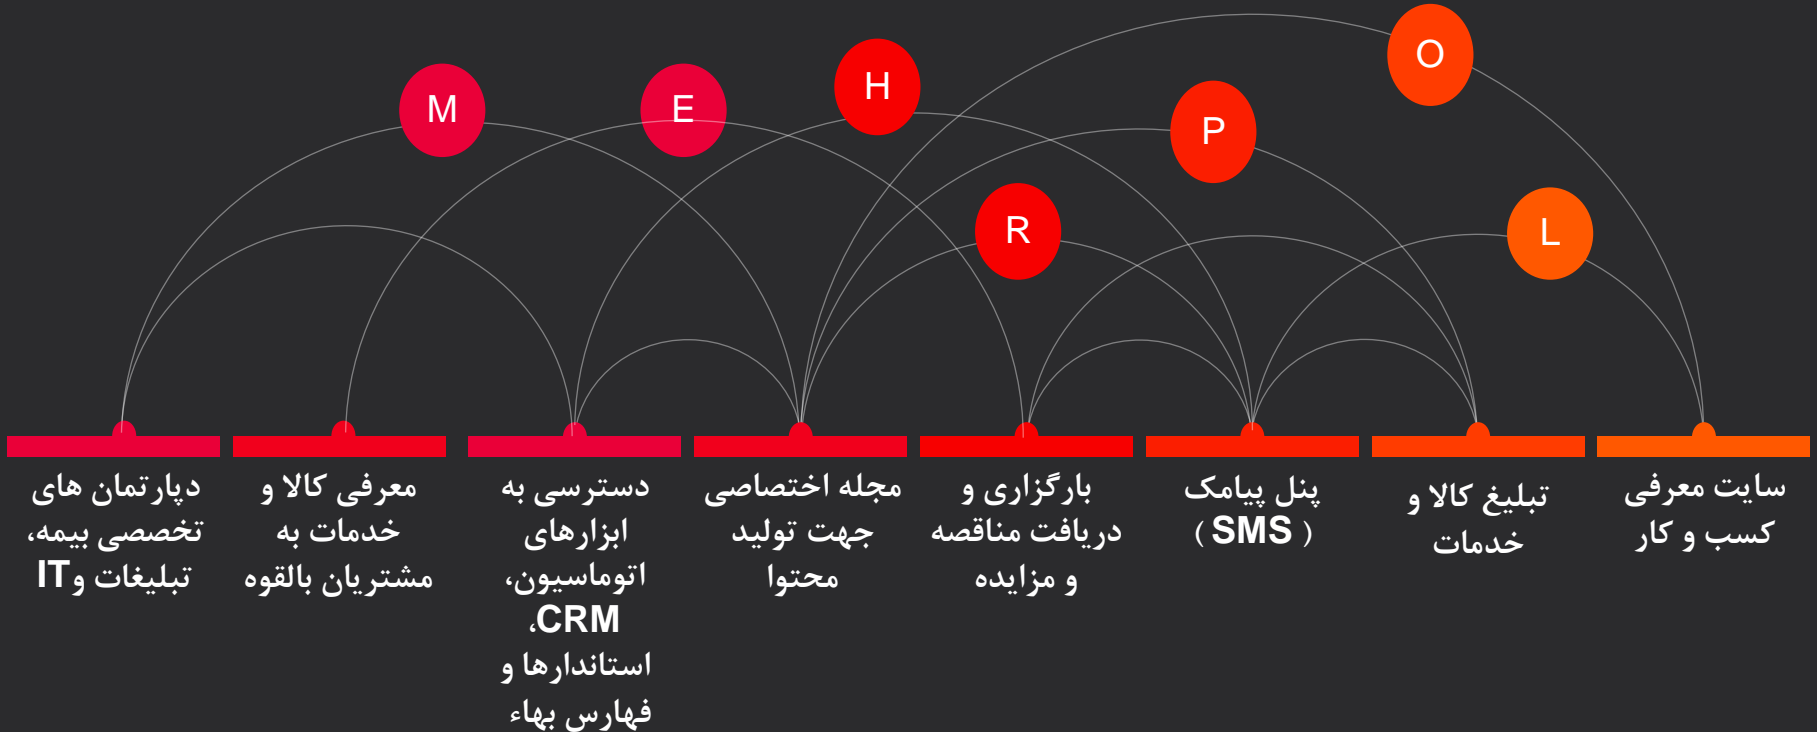 M
E
H
R
P
O
L
سایت معرفی
کسب و کار
تبلیغ کالا و
خدمات
پنل پیامک
( SMS )
بارگزاری و
دریافت مناقصه
و مزایده
مجله اختصاصی
جهت تولید
محتوا
دسترسی به
ابزارهای
اتوماسیون،
CRM،
استاندارها و
فهارس بهاء
معرفی کالا و
خدمات به
مشتریان بالقوه
دپارتمان های
تخصصی بیمه،
تبلیغات وIT